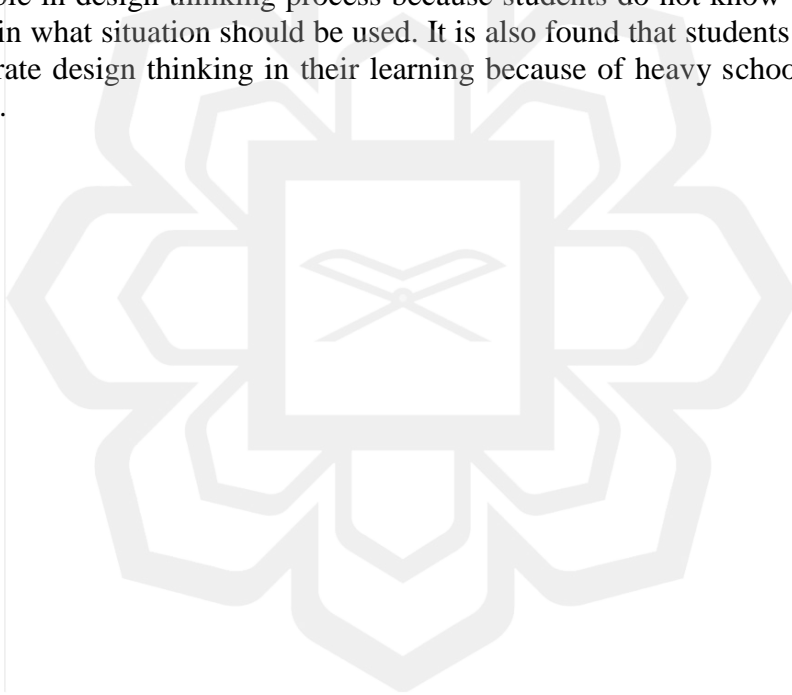 in design thinking process because students do not know
in what situation should be used. It is also found that students
rate design thinking in their learning because of heavy schoo
.